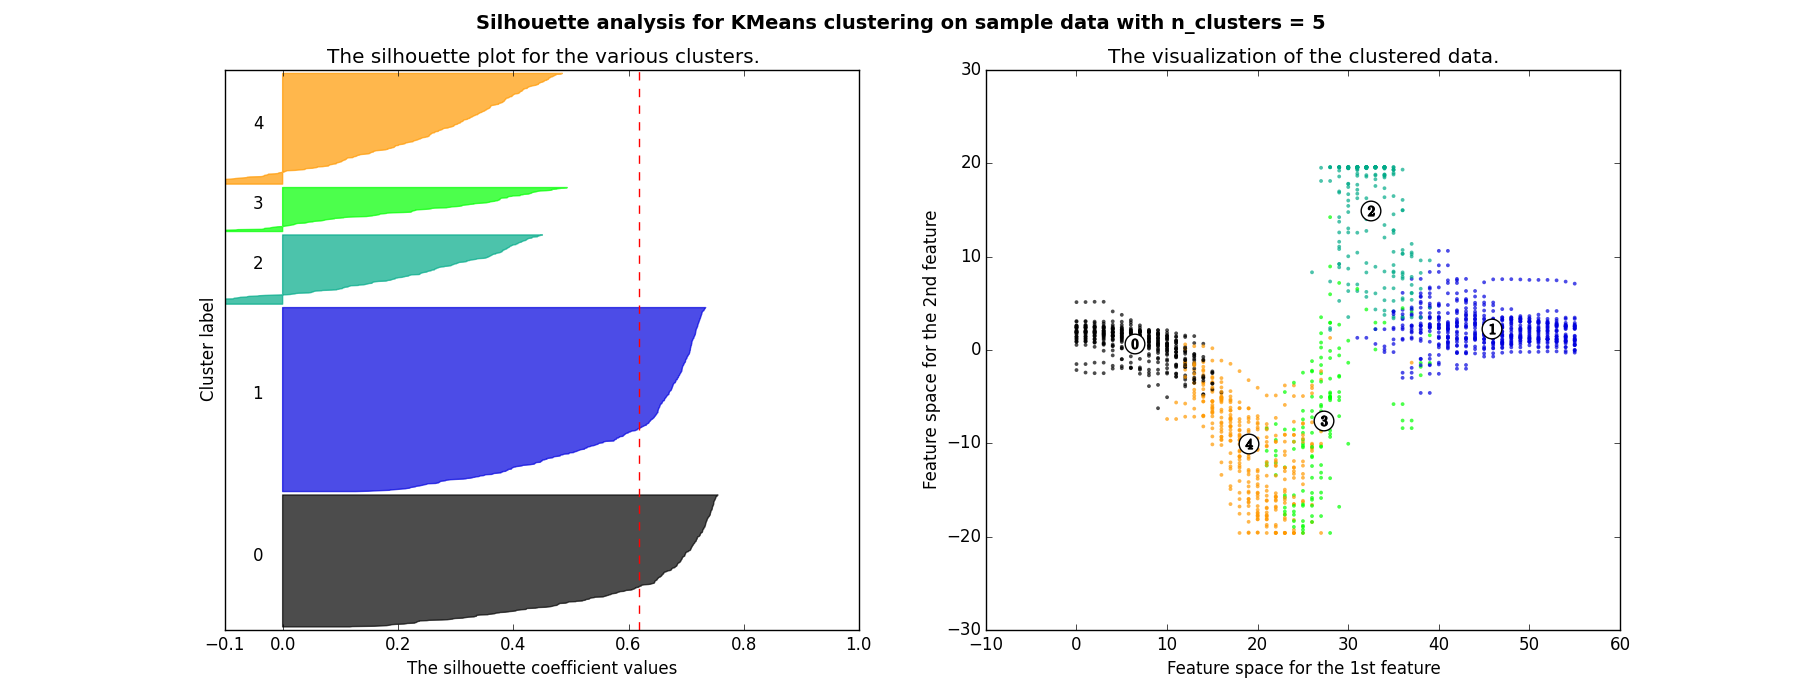 Silhouette analysis for KMeans clustering on sample data with n_clusters = 5
The silhouette plot for the various clusters.
4
3
2
1
0
Cluster label
−0.1 0.0 0.2 0.4 0.6 0.8 1.0
The silhouette coefficient values
The visualization of the clustered data.
30
20
10
0
−10
−20
−30
Feature space for the 2nd feature
2
1
0
3
4
−10 0 10 20 30 40 50 60
Feature space for the 1st feature